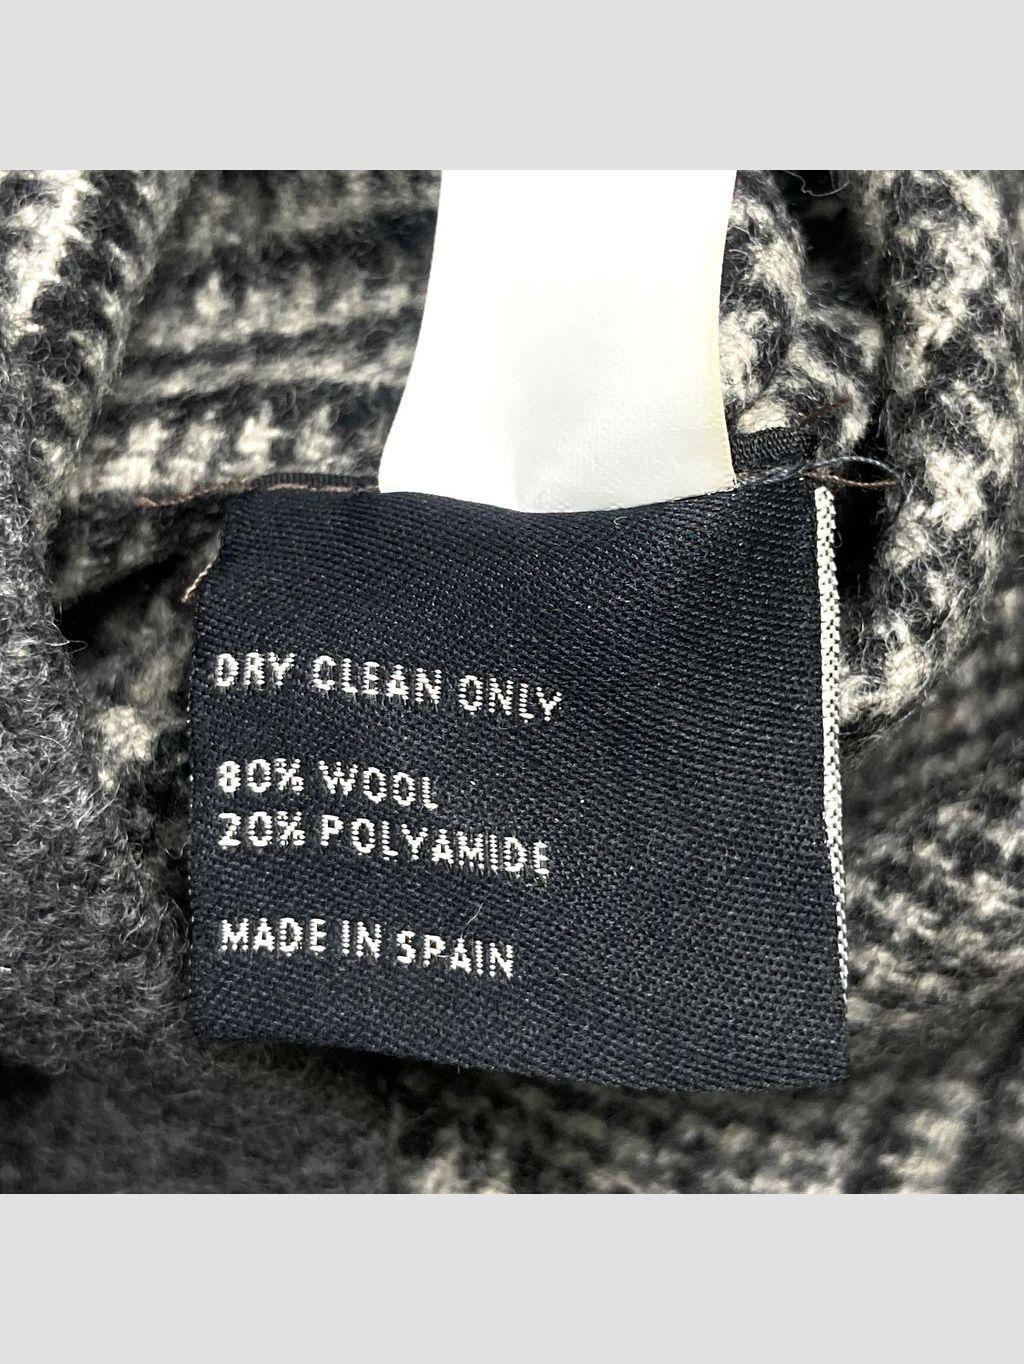 DRY CLEAN ONLY
80% WOOL
20% POLYAMIDE
MADE IN SPAIN